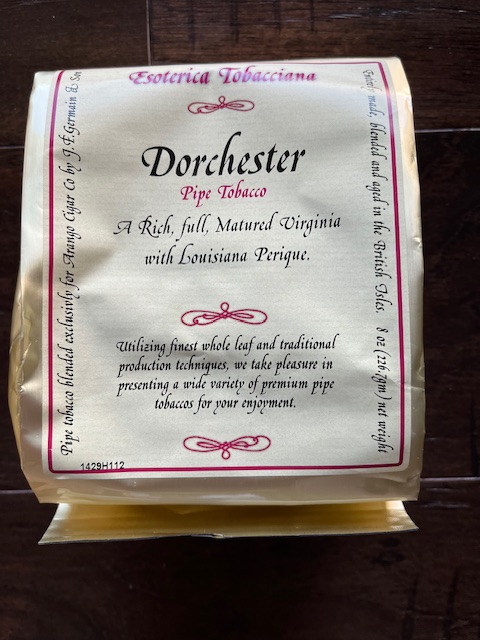 Esoterica Tobacciana
Dorchester
Pipe Tobacco
A Rich, full, Matured Virginia
with Louisiana Perique.
Utilizing finest whole leaf and traditional
production techniques, we take pleasure in
presenting a wide variety of premium pipe
tobaccos for your enjoyment.
Pipe tobacco blended exclusivly for Arango Cigar Co by J.F. Germain & Son
Entirely made, blended and aged in the British Isles. 8 oz (226.7gm) net weight
1429H112